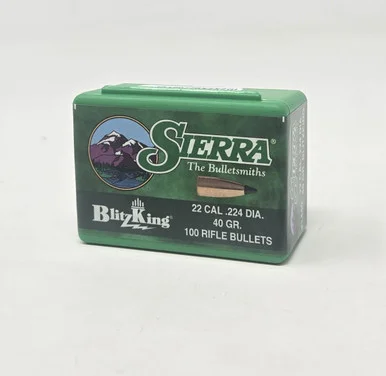 SIERRA®
The Bulletsmiths
BlitzKing®
22 CAL .224 DIA.
40 GR.
100 RIFLE BULLETS